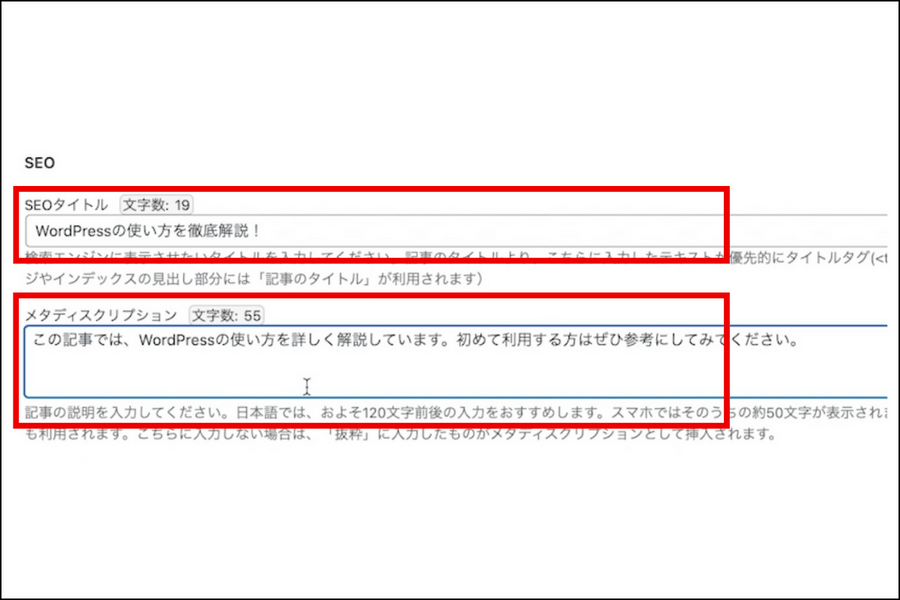 SEO
SEOタイトル 文字数: 19
WordPressの使い方を徹底解説！
検索エンジンに表示させたいタイトルを入力してください。記事のタイトルより、こちらに入力したテキストが優先的にタイトルタグ(<t
ジやインデックスの見出し部分には「記事のタイトル」が利用されます）
メタディスクリプション 文字数: 55
この記事では、WordPressの使い方を詳しく解説しています。初めて利用する方はぜひ参考にしてみてください。
記事の説明を入力してください。日本語では、およそ120文字前後の入力をおすすめします。スマホではそのうちの約50文字が表示されま
も利用されます。こちらに入力しない場合は、「抜粋」に入力したものがメタディスクリプションとして挿入されます。